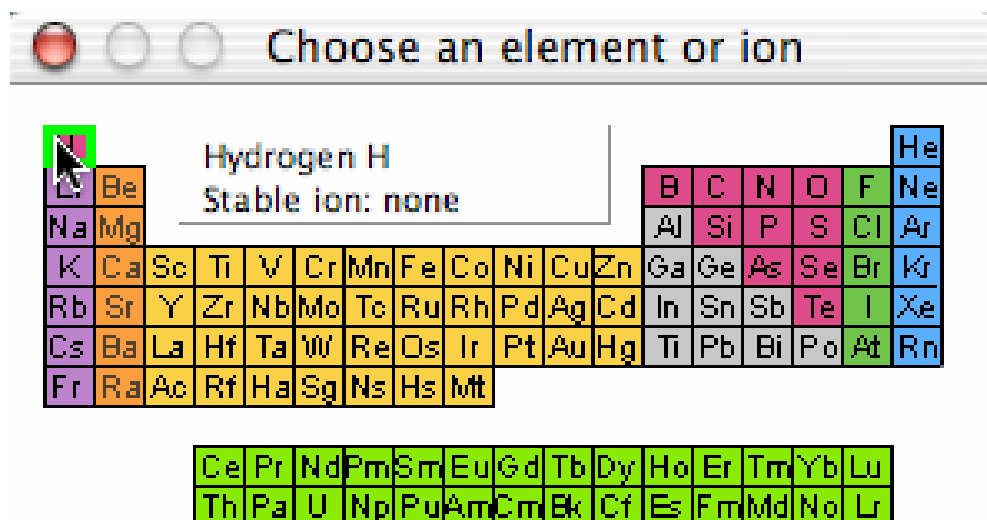 Choose an element or ion
Hydrogen H
Stable ion: none
He
Li Be B C N O F Ne
Na Mg Al Si P S Cl Ar
K Ca Sc Ti V Cr Mn Fe Co Ni Cu Zn Ga Ge As Se Br Kr
Rb Sr Y Zr Nb Mo Tc Ru Rh Pd Ag Cd In Sn Sb Te I Xe
Cs Ba La Hf Ta W Re Os Ir Pt Au Hg Ti Pb Bi Po At Rn
Fr Ra Ac Rf Ha Sg Ns Hs Mt
Ce Pr Nd Pm Sm Eu Gd Tb Dy Ho Er Tm Yb Lu
Th Pa U Np Pu Am Cm Bk Cf Es Fm Md No Lr